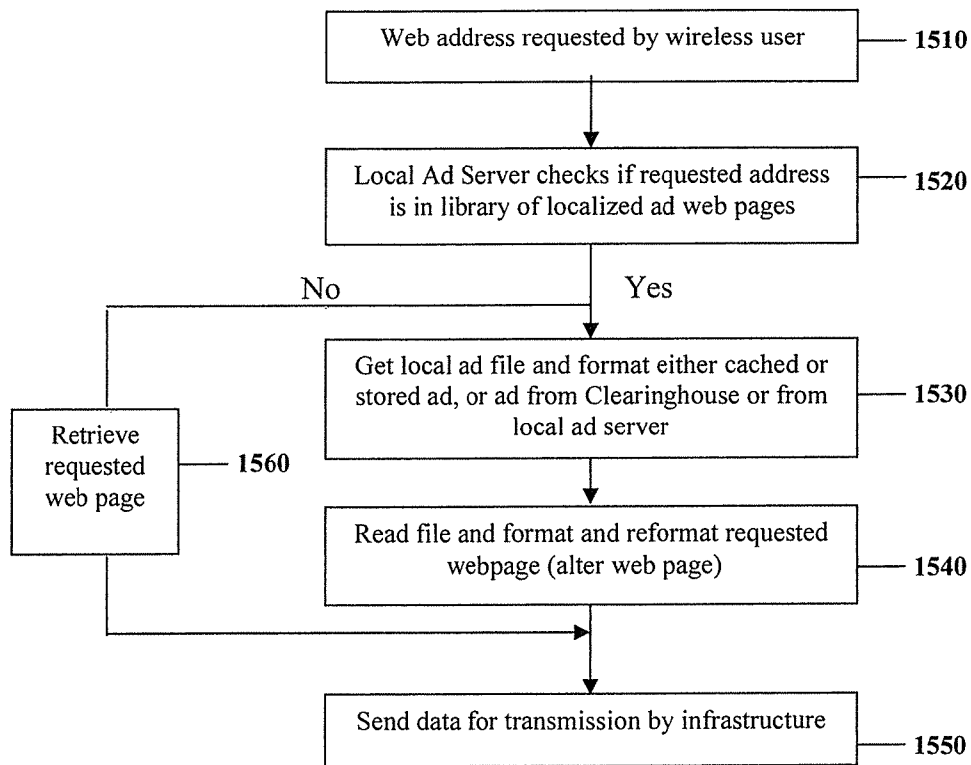 Web address requested by wireless user
1510
Local Ad Server checks if requested address
is in library of localized ad web pages
1520
No
Yes
Get local ad file and format either cached or
stored ad, or ad from Clearinghouse or from
local ad server
1530
Retrieve
requested
web page
1560
Read file and format and reformat requested
webpage (alter web page)
1540
Send data for transmission by infrastructure
1550